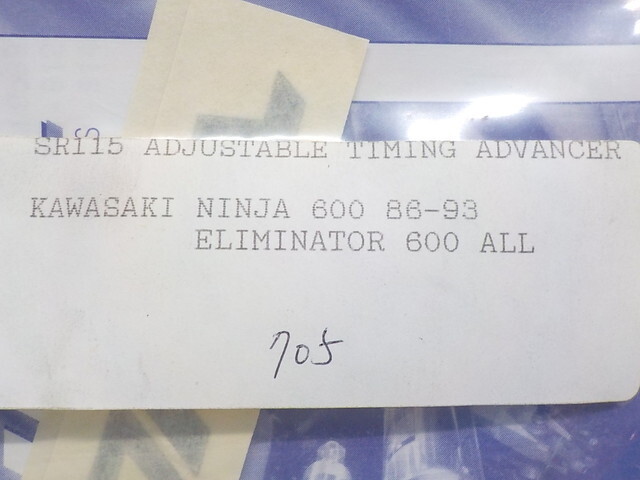 SR115 ADJUSTABLE TIMING ADVANCER
KAWASAKI NINJA 600 86-93
ELIMINATOR 600 ALL
705